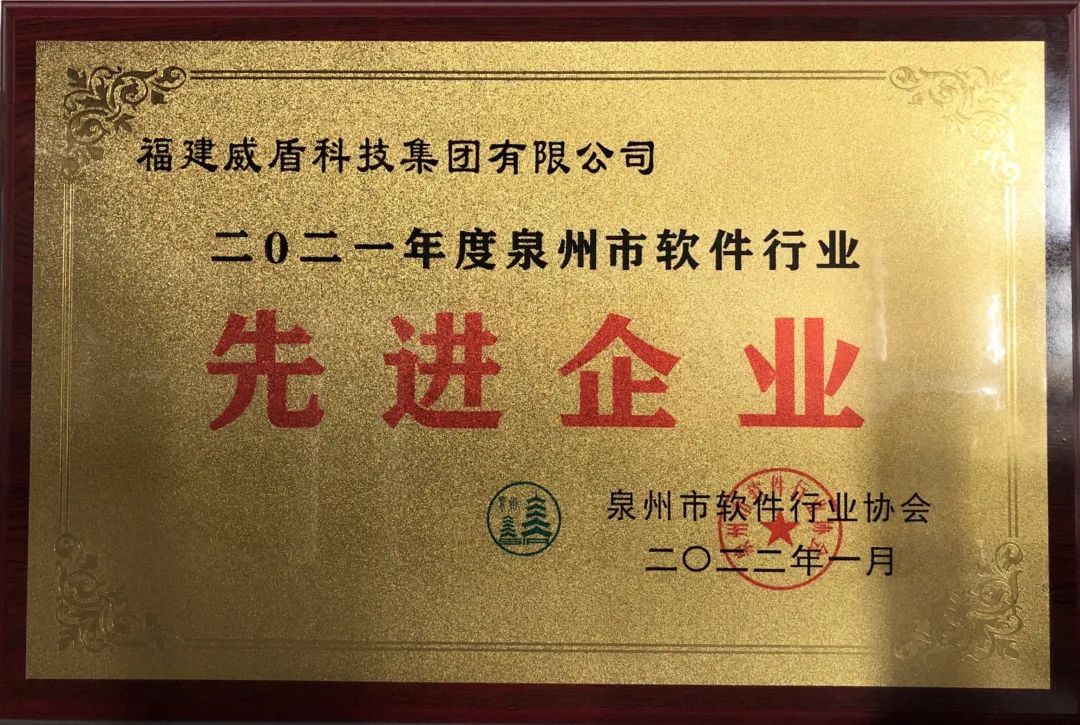 福建威盾科技集团有限公司
二0二一年度泉州市软件行业
先进企业
泉州市软件行业协会
二〇二二年一月